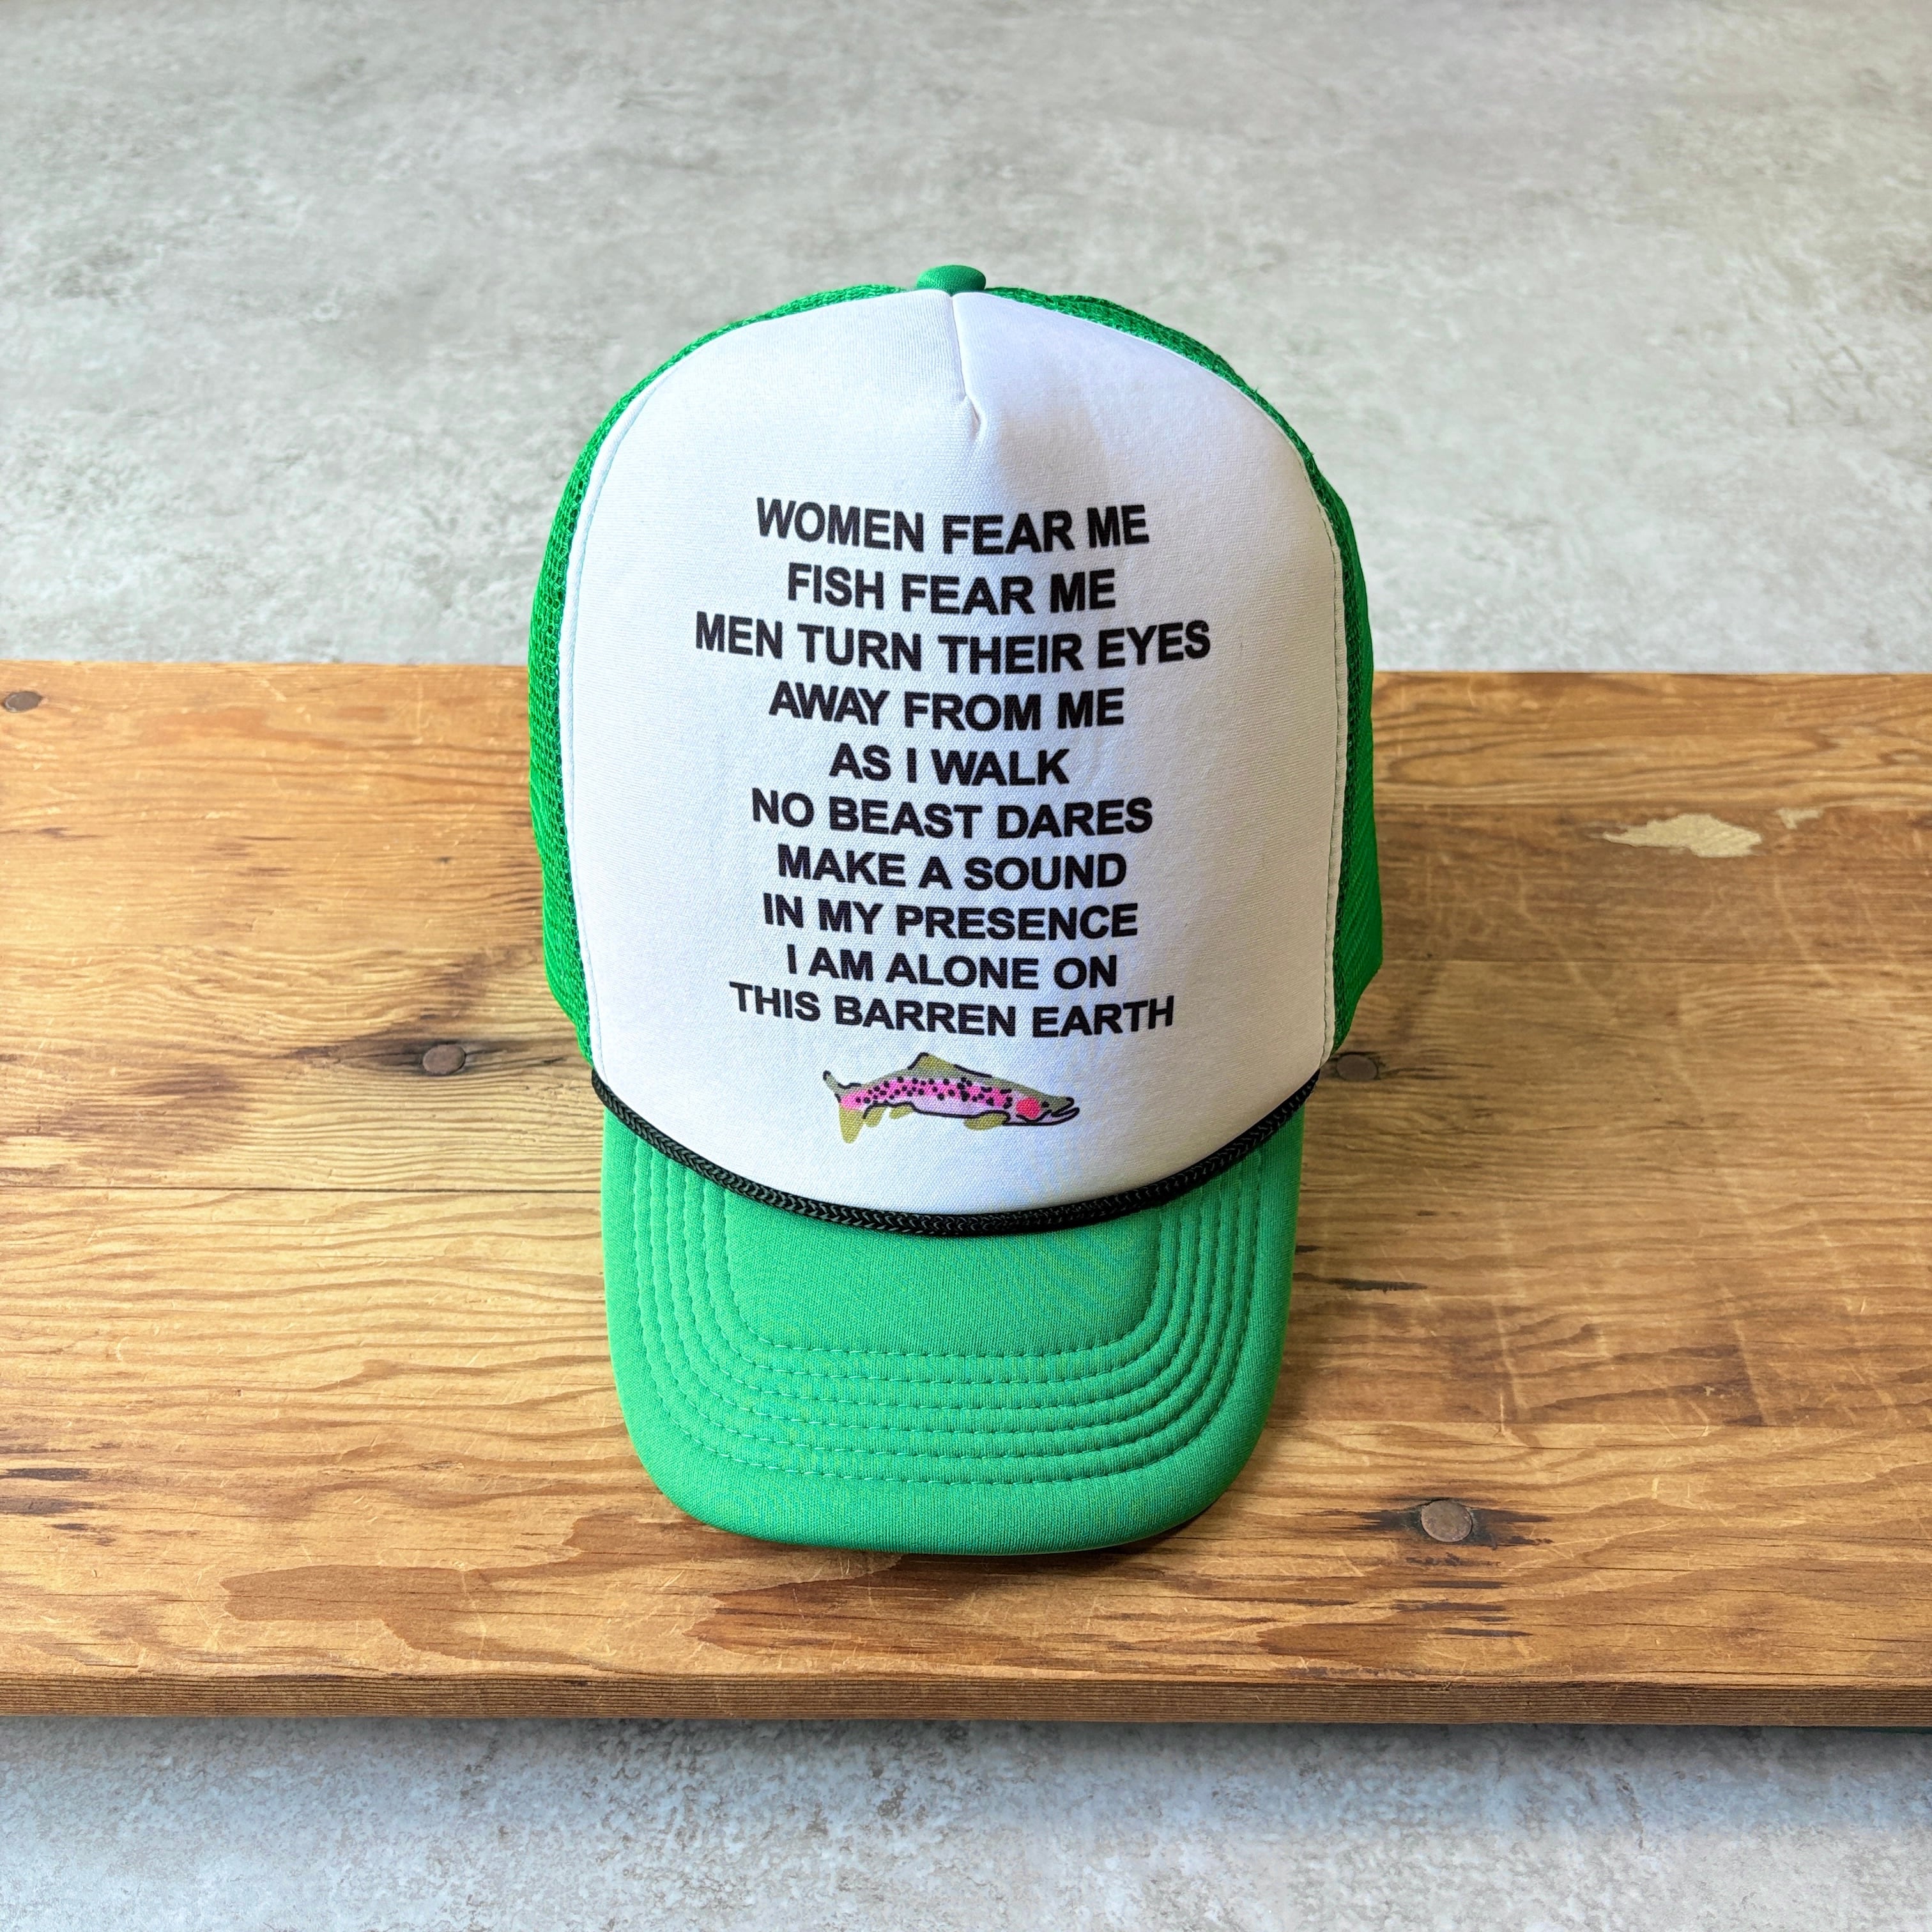 WOMEN FEAR ME
FISH FEAR ME
MEN TURN THEIR EYES
AWAY FROM ME
AS I WALK
NO BEAST DARES
MAKE A SOUND
IN MY PRESENCE
I AM ALONE ON
THIS BARREN EARTH